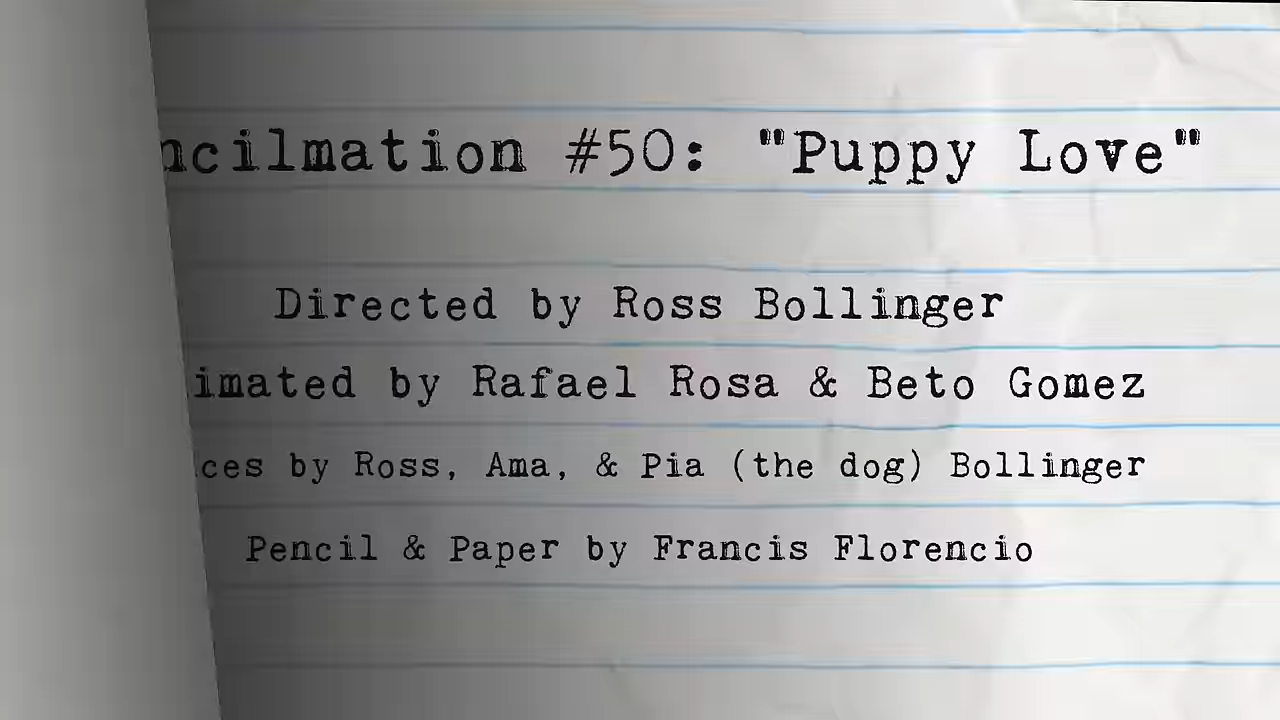 ncilmation #50: "Puppy Love"
Directed by Ross Bollinger
imated by Rafael Rosa & Beto Gomez
ces by Ross, Ama, & Pia (the dog) Bollinger
Pencil & Paper by Francis Florencio